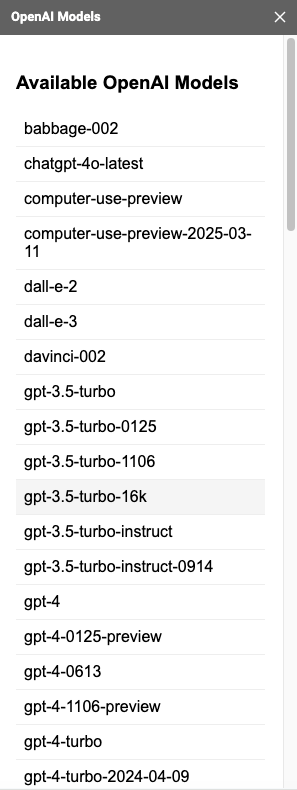 OpenAI Models
Available OpenAI Models
babbage-002
chatgpt-4o-latest
computer-use-preview
computer-use-preview-2025-03-
11
dall-e-2
dall-e-3
davinci-002
gpt-3.5-turbo
gpt-3.5-turbo-0125
gpt-3.5-turbo-1106
gpt-3.5-turbo-16k
gpt-3.5-turbo-instruct
gpt-3.5-turbo-instruct-0914
gpt-4
gpt-4-0125-preview
gpt-4-0613
gpt-4-1106-preview
gpt-4-turbo
gpt-4-turbo-2024-04-09